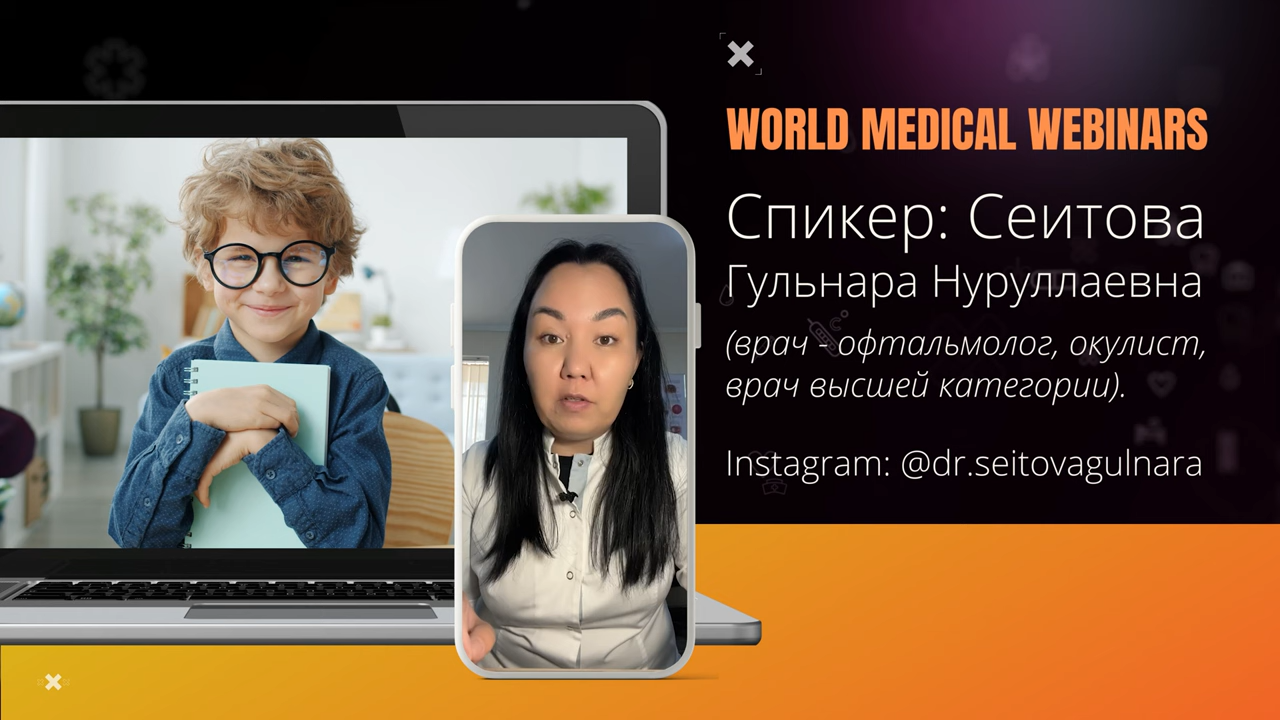 WORLD MEDICAL WEBINARS
Спикер: Сеитова
Гульнара Нуруллаевна
(врач - офтальмолог, окулист,
врач высшей категории).
Instagram: @dr.seitovagulnara